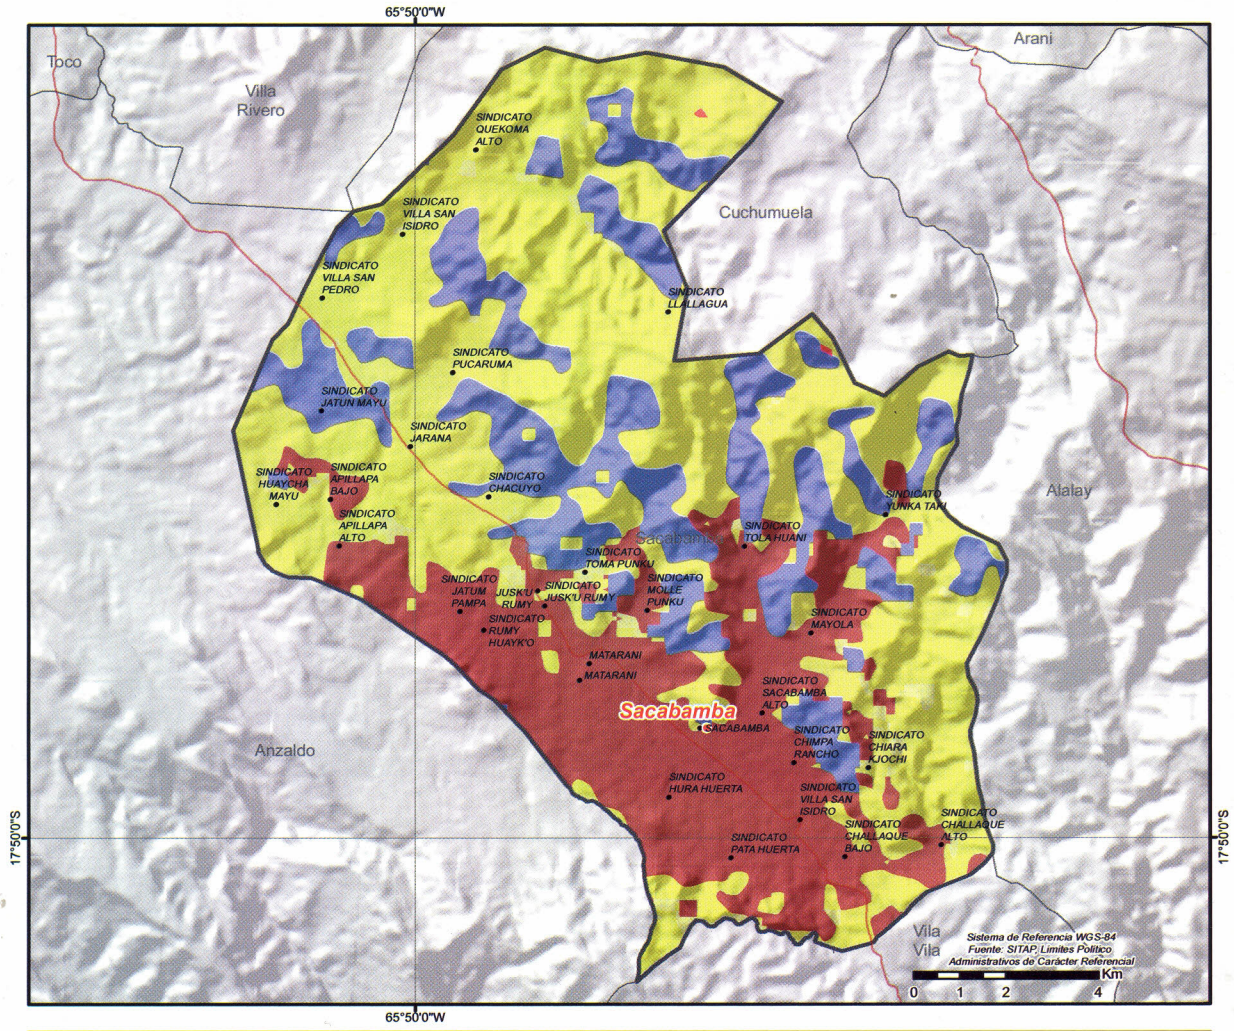 65°50'0"W
Toco
Arani
Villa
Rivero
SINDICATO
QUEKOMA
ALTO
SINDICATO
VILLA SAN
ISIDRO
Cuchumuela
SINDICATO
VILLA SAN
PEDRO
SINDICATO
LLALLAGUA
SINDICATO
PUCARUMA
SINDICATO
JATUN MAYU
SINDICATO
JARANA
SINDICATO
HUAYCHA
MAYU
SINDICATO
APILLAPA
BAJO
SINDICATO
CHACUYO
Alalay
SINDICATO
YUNKA TAKI
SINDICATO
APILLAPA
ALTO
Sacabamba
SINDICATO
TOLA HUANI
SINDICATO
TOMA PUNKU
SINDICATO
JATUM
PAMPA
JUSK'U
RUMY
SINDICATO
JUSK'U RUMY
SINDICATO
MOLLE
PUNKU
SINDICATO
RUMY
HUAYK'O
SINDICATO
MAYOLA
MATARANI
MATARANI
SINDICATO
SACABAMBA
ALTO
Sacabamba
SACABAMBA
SINDICATO
CHIMPA
RANCHO
SINDICATO
CHIARA
KJOCHI
Anzaldo
SINDICATO
HURA HUERTA
SINDICATO
VILLA SAN
ISIDRO
SINDICATO
CHALLAQUE
ALTO
SINDICATO
CHALLAQUE
BAJO
SINDICATO
PATA HUERTA
17°50'0"S
17°50'0"S
Vila
Vila
Sistema de Referencia WGS-84
Fuente: SITAP, Limites Politico
Administrativos de Carácter Referencial
Km
0 1 2 4
65°50'0"W